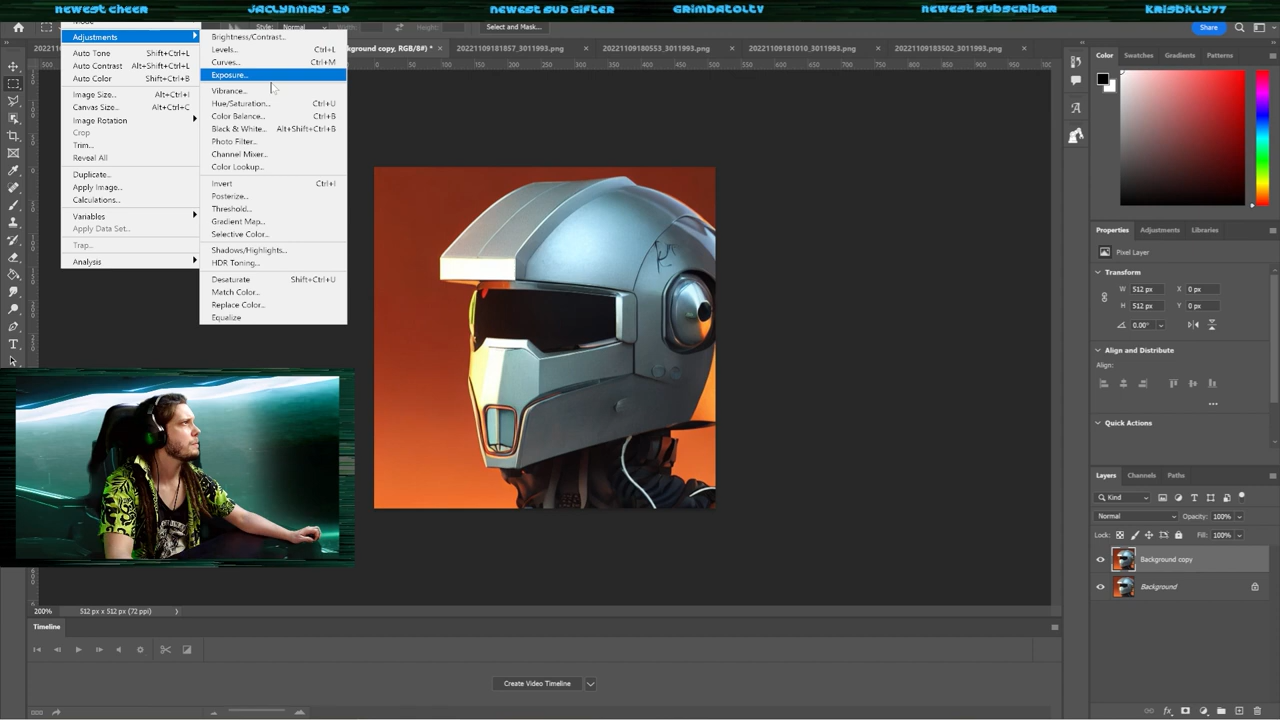 newest cheer
JACLYNMAY_20
newest sub gifter
GRIMBATOLTV
newest subscriber
KRISBILLY77
Style:
Normal
Height:
Select and Mask...
Share
ckground copy, RGB/8#) *
20221109181857_3011993.png
20221109180553_3011993.png
20221109181010_3011993.png
20221109183502_3011993.png
Adjustments
Auto Tone Shift+Ctrl+L
Auto Contrast Alt+Shift+Ctrl+L
Auto Color Shift+Ctrl+B
Image Size... Alt+Ctrl+I
Canvas Size... Alt+Ctrl+C
Image Rotation
Crop
Trim...
Reveal All
Duplicate...
Apply Image...
Calculations...
Variables
Apply Data Set...
Trap...
Analysis
Brightness/Contrast...
Levels... Ctrl+L
Curves... Ctrl+M
Exposure...
Vibrance...
Hue/Saturation... Ctrl+U
Color Balance... Ctrl+B
Black & White... Alt+Shift+Ctrl+B
Photo Filter...
Channel Mixer...
Color Lookup...
Invert Ctrl+I
Posterize...
Threshold...
Gradient Map...
Selective Color...
Shadows/Highlights...
HDR Toning...
Desaturate Shift+Ctrl+U
Match Color...
Replace Color...
Equalize
Color Swatches Gradients Patterns
Properties Adjustments Libraries
Pixel Layer
Transform
W 512 px X 0 px
H 512 px Y 0 px
0.00°
Align and Distribute
Align:
Quick Actions
Layers Channels Paths
Kind
Normal Opacity: 100%
Lock: Fill: 100%
Background copy
Background
200% 512 px x 512 px (72 ppi)
Timeline
Create Video Timeline